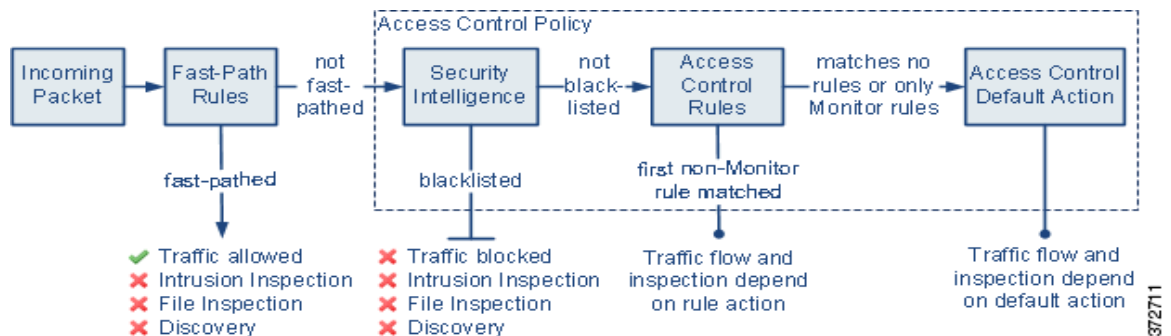 Access Control Policy
Incoming
Packet
Fast-Path
Rules
not
fast-
pathed
Security
Intelligence
not
black-
listed
Access
Control
Rules
matches no
rules or only
Monitor rules
Access Control
Default Action
fast-pathed
blacklisted
first non-Monitor
rule matched
Traffic allowed
Intrusion Inspection
File Inspection
Discovery
Traffic blocked
Intrusion Inspection
File Inspection
Discovery
Traffic flow and
inspection depend
on rule action
Traffic flow and
inspection depend
on default action
372711